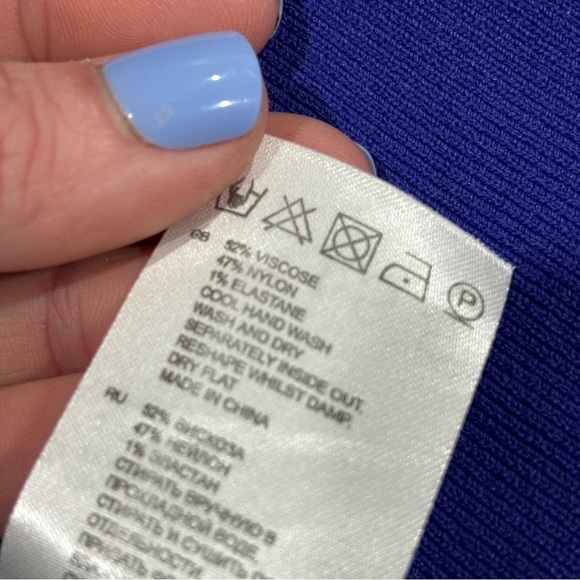 P
GB 52% VISCOSE
47% NYLON
1% ELASTANE
COOL HAND WASH
WASH AND DRY
SEPARATELY INSIDE OUT.
RESHAPE WHILST DAMP.
DRY FLAT
MADE IN CHINA
RU 52% ВИСКОЗА
47% НЕЙЛОН
1% ЭЛАСТАН
СТИРАТЬ ВРУЧНУЮ В
ПРОХЛАДНОЙ ВОДЕ
СТИРАТЬ И СУШИТЬ
ОТДЕЛЬНОСТИ